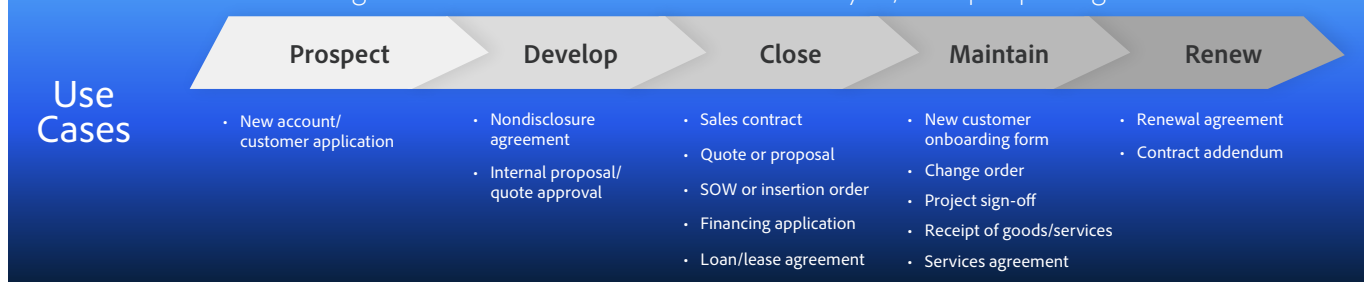 Use
Cases
Prospect
Develop
Close
Maintain
Renew
• New account/
customer application
• Nondisclosure
agreement
• Internal proposal/
quote approval
• Sales contract
• Quote or proposal
• SOW or insertion order
• Financing application
• Loan/lease agreement
• New customer
onboarding form
• Change order
• Project sign-off
• Receipt of goods/services
• Services agreement
• Renewal agreement
• Contract addendum